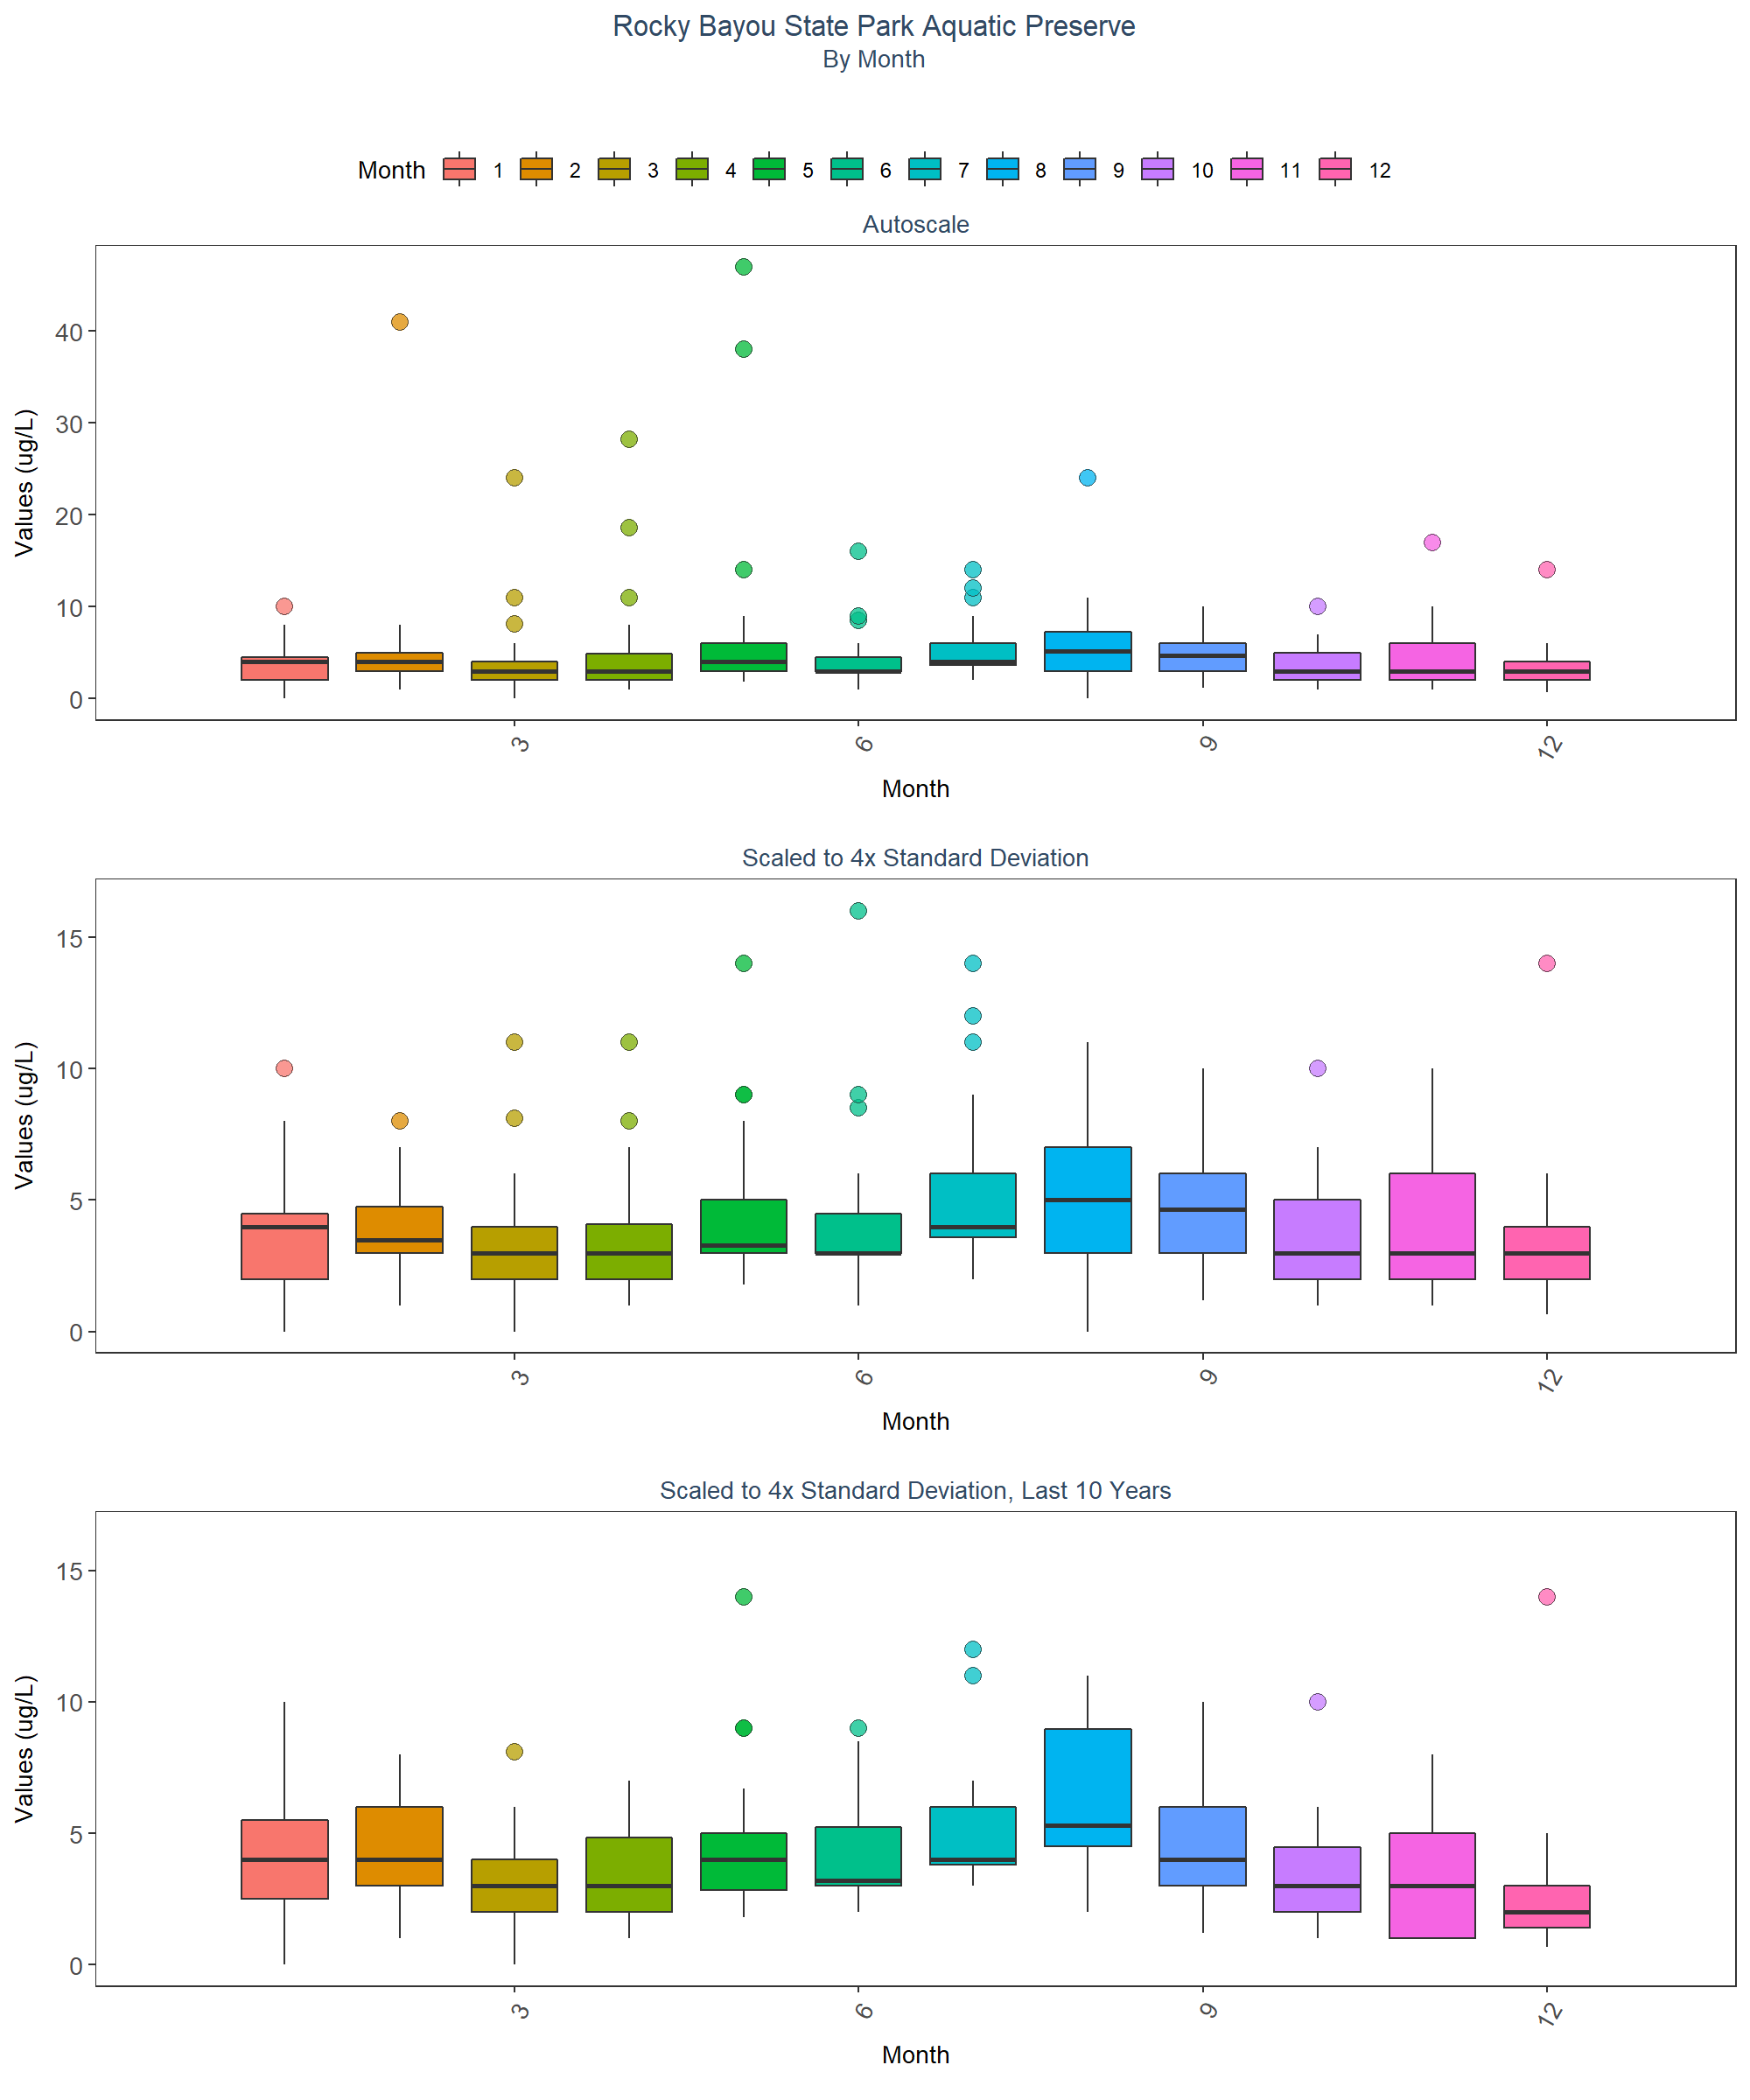 Rocky Bayou State Park Aquatic Preserve
By Month
Month 1 2 3 4 5 6 7 8 9 10 11 12
Autoscale
Values (ug/L)
40
30
20
10
0
3 6 9 12
Month
Scaled to 4x Standard Deviation
Values (ug/L)
15
10
5
0
3 6 9 12
Month
Scaled to 4x Standard Deviation, Last 10 Years
Values (ug/L)
15
10
5
0
3 6 9 12
Month